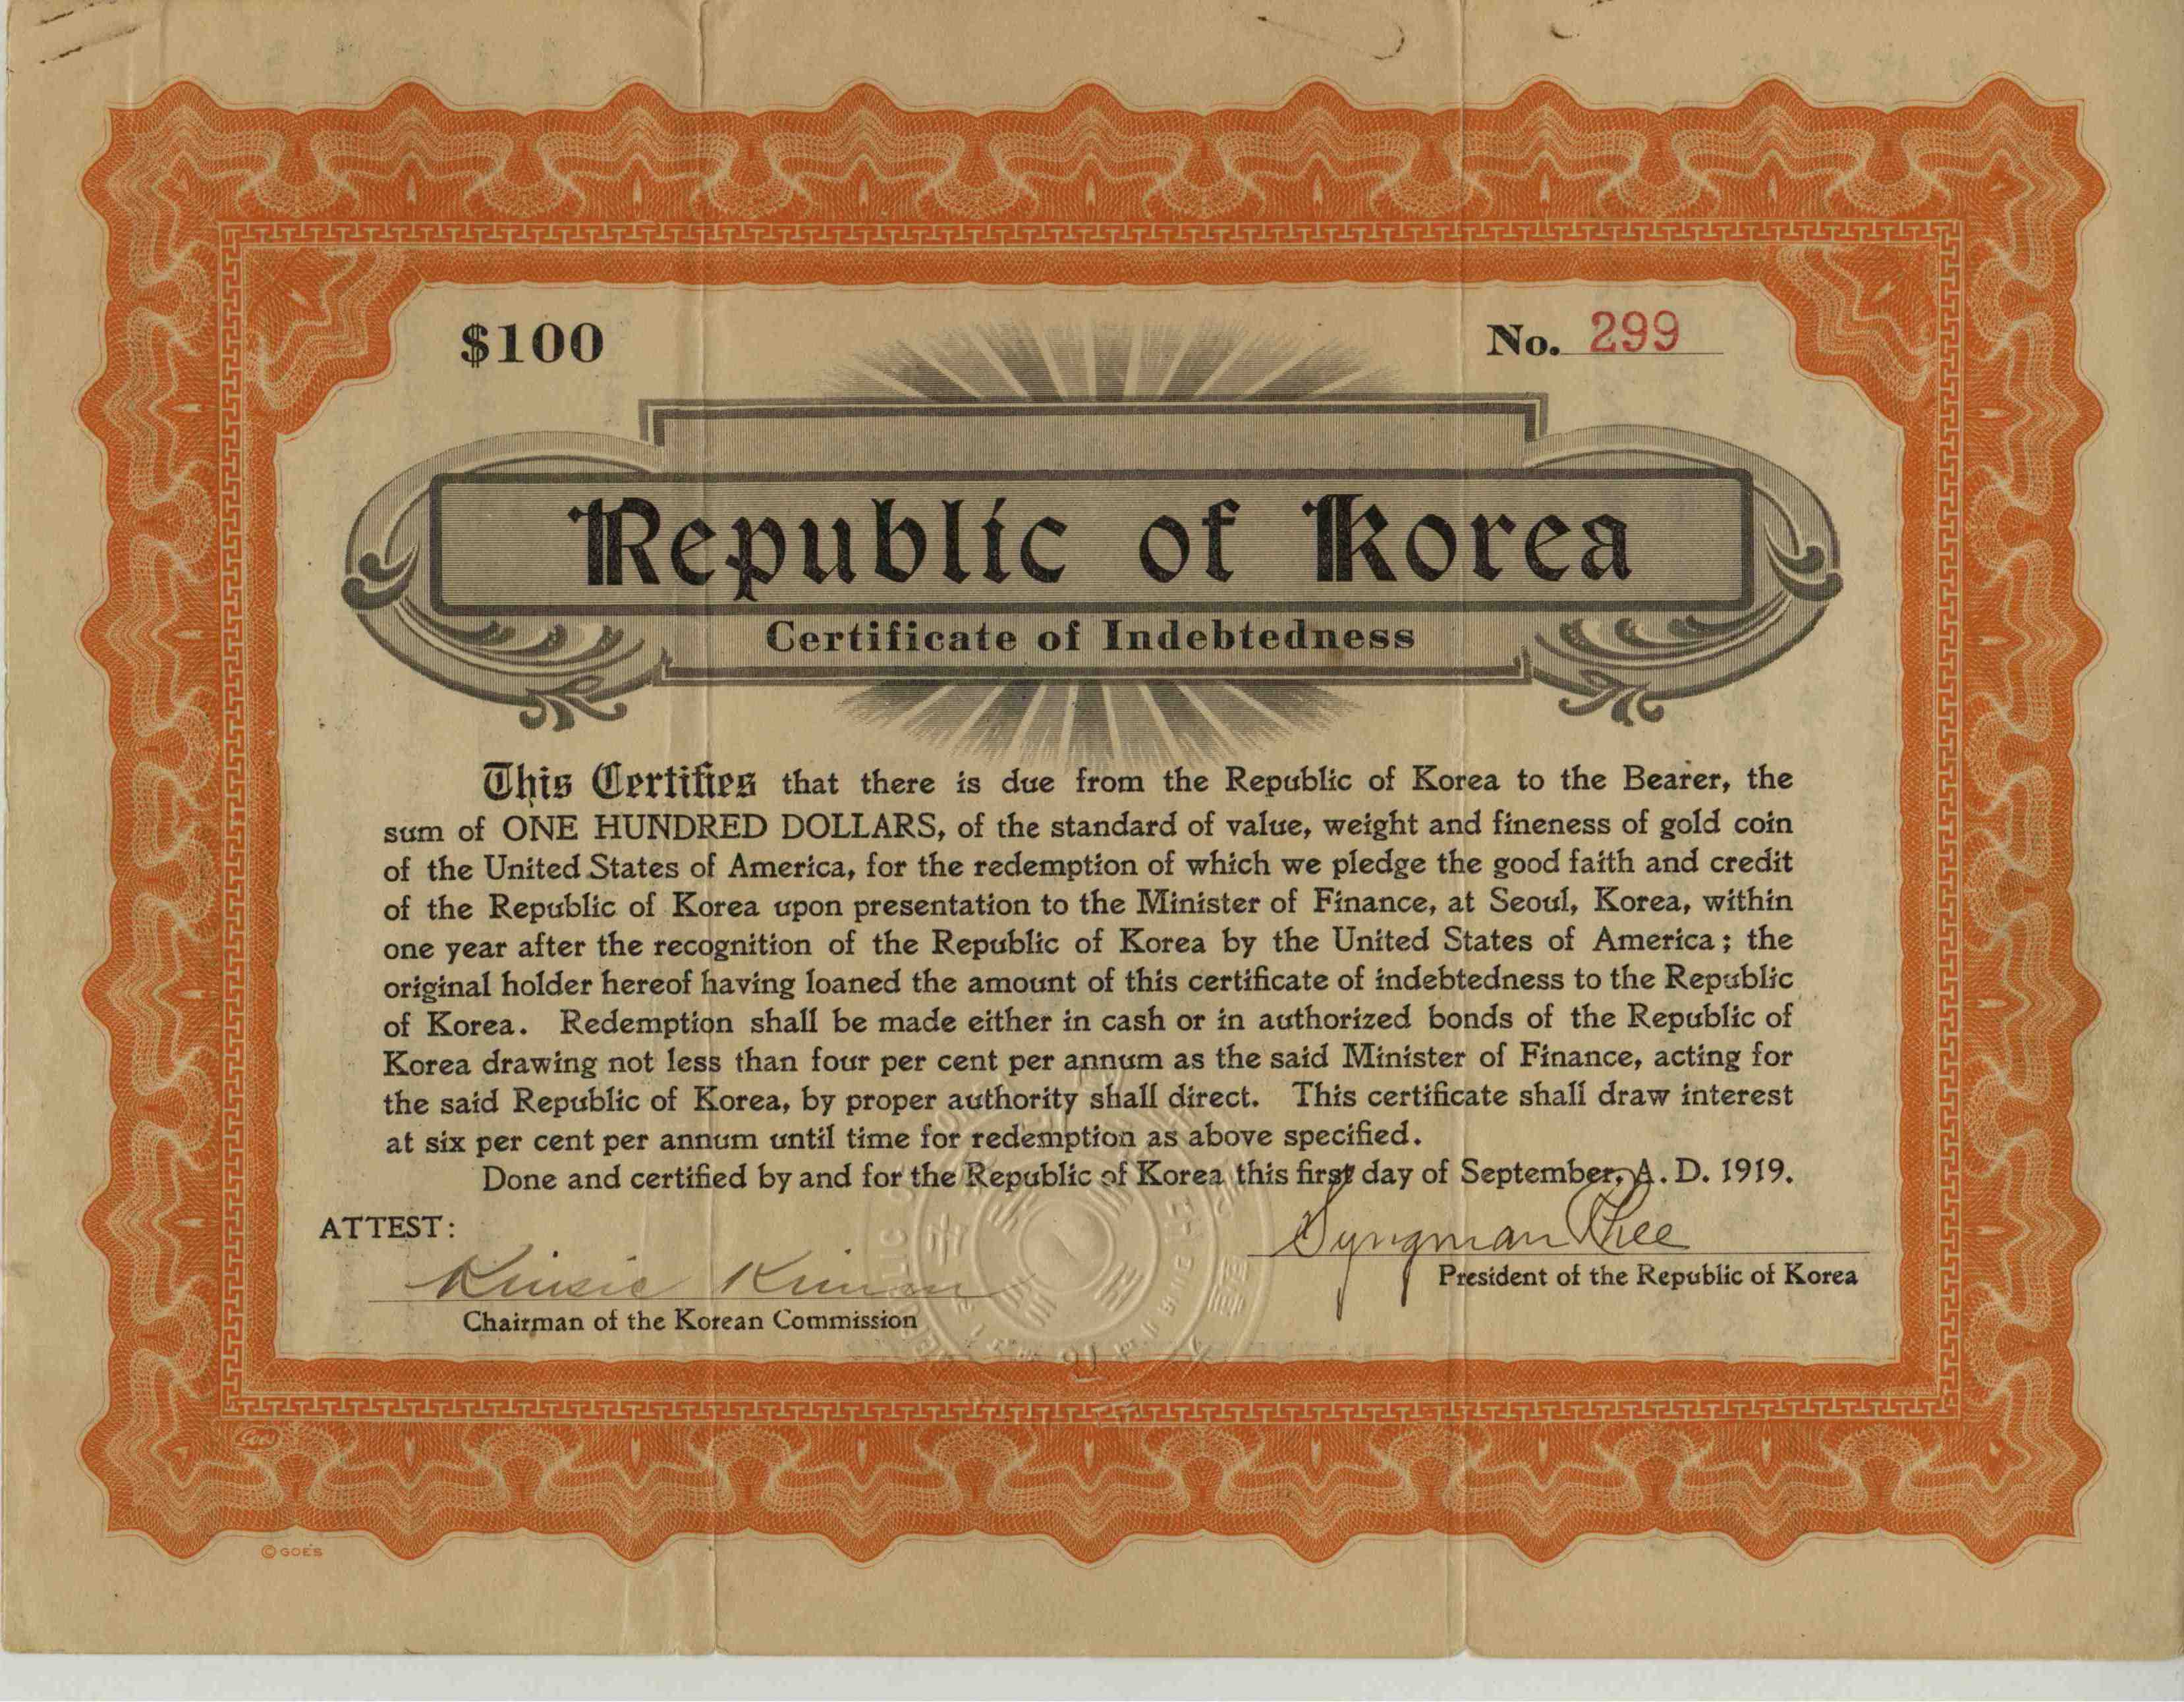 $100
No. 299
Republic of Korea
Certificate of Indebtedness
This Certifies that there is due from the Republic of Korea to the Bearer, the
sum of ONE HUNDRED DOLLARS, of the standard of value, weight and fineness of gold coin
of the United States of America, for the redemption of which we pledge the good faith and credit
of the Republic of Korea upon presentation to the Minister of Finance, at Seoul, Korea, within
one year after the recognition of the Republic of Korea by the United States of America; the
original holder hereof having loaned the amount of this certificate of indebtedness to the Republic
of Korea. Redemption shall be made either in cash or in authorized bonds of the Republic of
Korea drawing not less than four per cent per annum as the said Minister of Finance, acting for
the said Republic of Korea, by proper authority shall direct. This certificate shall draw interest
at six per cent per annum until time for redemption as above specified.
Done and certified by and for the Republic of Korea this first day of September, A. D. 1919.
ATTEST:
Syngman Rhee
President of the Republic of Korea
Kiusic Kimm
Chairman of the Korean Commission
Goes
© GOES